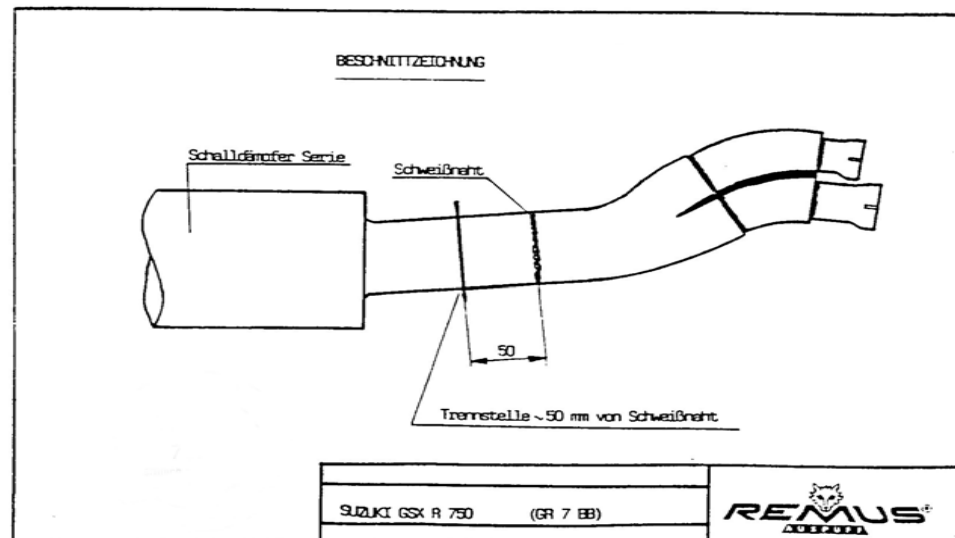 BESCHNITTZEICHNUNG
Schalldämpfer Serie
Schweißnaht
50
Trennstelle ~ 50 mm von Schweißnaht
SUZUKI GSX R 750 (GR 7 BB)
REMUS®
AUSPUFF